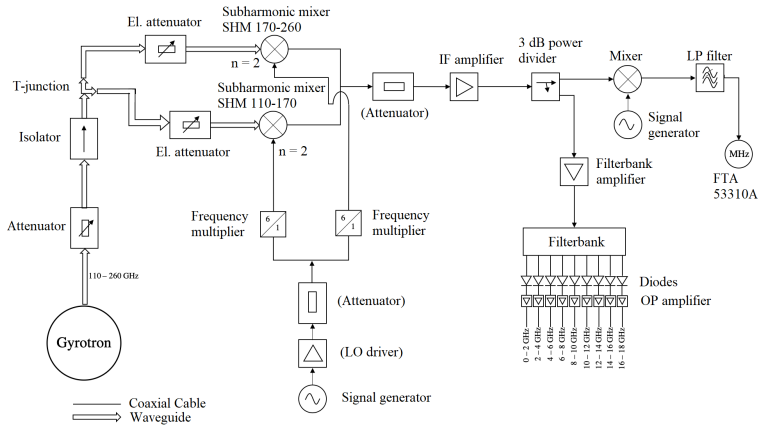 El. attenuator
Subharmonic mixer
SHM 170-260
n = 2
T-junction
Subharmonic mixer
SHM 110-170
n = 2
El. attenuator
Isolator
Attenuator
110 – 260 GHz
Gyrotron
(Attenuator)
IF amplifier
3 dB power
divider
Mixer
LP filter
Signal
generator
MHz
FTA
53310A
Filterbank
amplifier
Frequency
multiplier
6
1
6
1
Frequency
multiplier
Filterbank
Diodes
OP amplifier
0 – 2 GHz
2 – 4 GHz
4 – 6 GHz
6 – 8 GHz
8 – 10 GHz
10 – 12 GHz
12 – 14 GHz
14 – 16 GHz
16 – 18 GHz
(Attenuator)
(LO driver)
Signal generator
Coaxial Cable
Waveguide